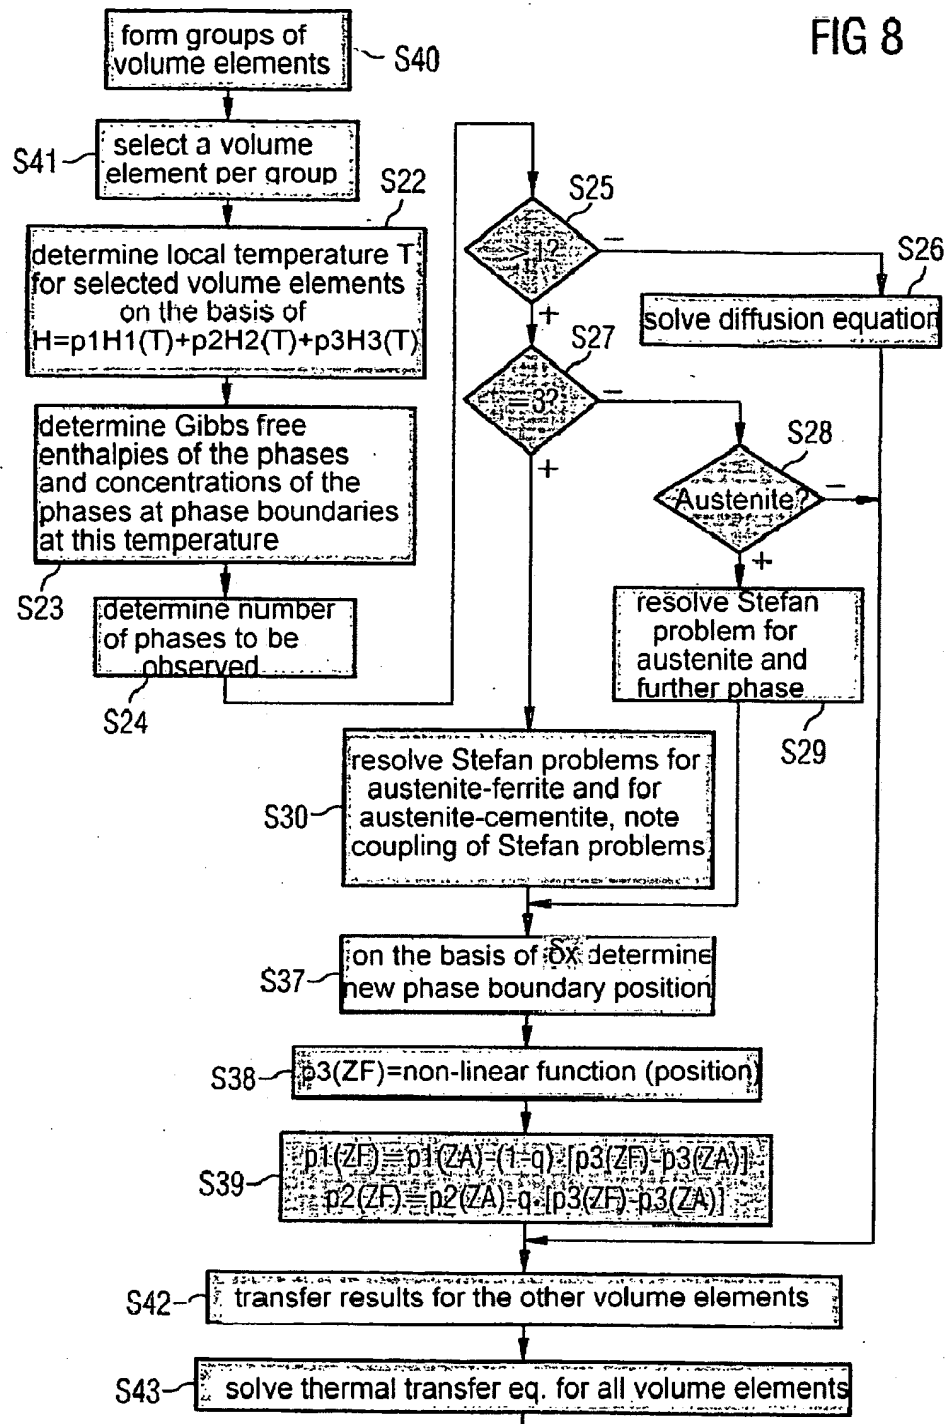 FIG 8
form groups of
volume elements
S40
S41
select a volume
element per group
S22
determine local temperature T
for selected volume elements
on the basis of
H=p1H1(T)+p2H2(T)+p3H3(T)
determine Gibbs free
enthalpies of the phases
and concentrations of the
phases at phase boundaries
at this temperature
S23
determine number
of phases to be
observed
S24
S25
> 1?
−
+
S26
solve diffusion equation
S27
=3?
−
+
S28
Austenite?
−
+
resolve Stefan
problem for
austenite and
further phase
S29
S30
resolve Stefan problems for
austenite-ferrite and for
austenite-cementite, note
coupling of Stefan problems
S37
on the basis of δx determine
new phase boundary position
S38
p3(ZF)=non-linear function (position)
S39
p1(ZF)=p1(ZA)-(1-q)·[p3(ZF)-p3(ZA)]
p2(ZF)=p2(ZA)-q·[p3(ZF)-p3(ZA)]
S42
transfer results for the other volume elements
S43
solve thermal transfer eq. for all volume elements